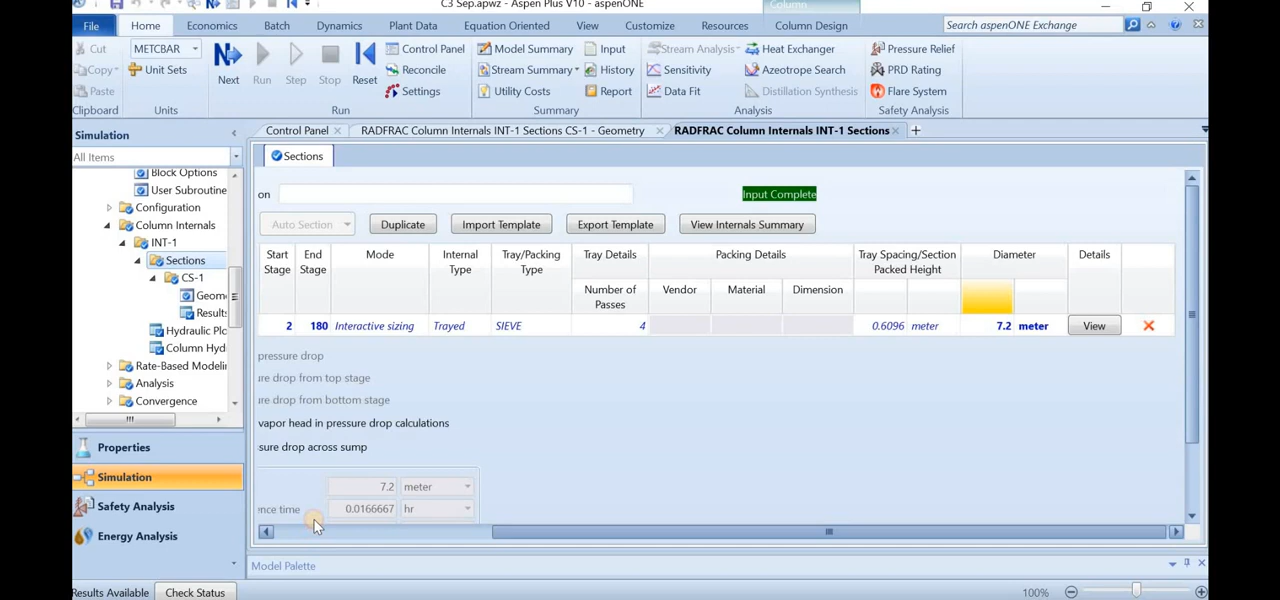 C3 Sep.apwz - Aspen Plus V10 - aspenONE
Column
File Home Economics Batch Dynamics Plant Data Equation Oriented View Customize Resources Column Design Search aspenONE Exchange
Cut METCBAR Control Panel Model Summary Input Stream Analysis Heat Exchanger Pressure Relief
Copy Unit Sets Next Run Step Stop Reset Reconcile Stream Summary History Sensitivity Azeotrope Search PRD Rating
Paste Settings Utility Costs Report Data Fit Distillation Synthesis Flare System
Clipboard Units Run Summary Analysis Safety Analysis
Simulation
All Items
Block Options
User Subroutine
Configuration
Column Internals
INT-1
Sections
CS-1
Geom
Results
Hydraulic Plo
Column Hyd
Rate-Based Modelin
Analysis
Convergence
Properties
Simulation
Safety Analysis
Energy Analysis
Control Panel RADFRAC Column Internals INT-1 Sections CS-1 - Geometry RADFRAC Column Internals INT-1 Sections
Sections
on Input Complete
Auto Section Duplicate Import Template Export Template View Internals Summary
Start Stage End Stage Mode Internal Type Tray/Packing Type Tray Details Packing Details Tray Spacing/Section Packed Height Diameter Details
Number of Passes Vendor Material Dimension
2 180 Interactive sizing Trayed SIEVE 4 0.6096 meter 7.2 meter View
pressure drop
ure drop from top stage
ure drop from bottom stage
vapor head in pressure drop calculations
sure drop across sump
7.2 meter
ence time 0.0166667 hr
Model Palette
Results Available Check Status 100%